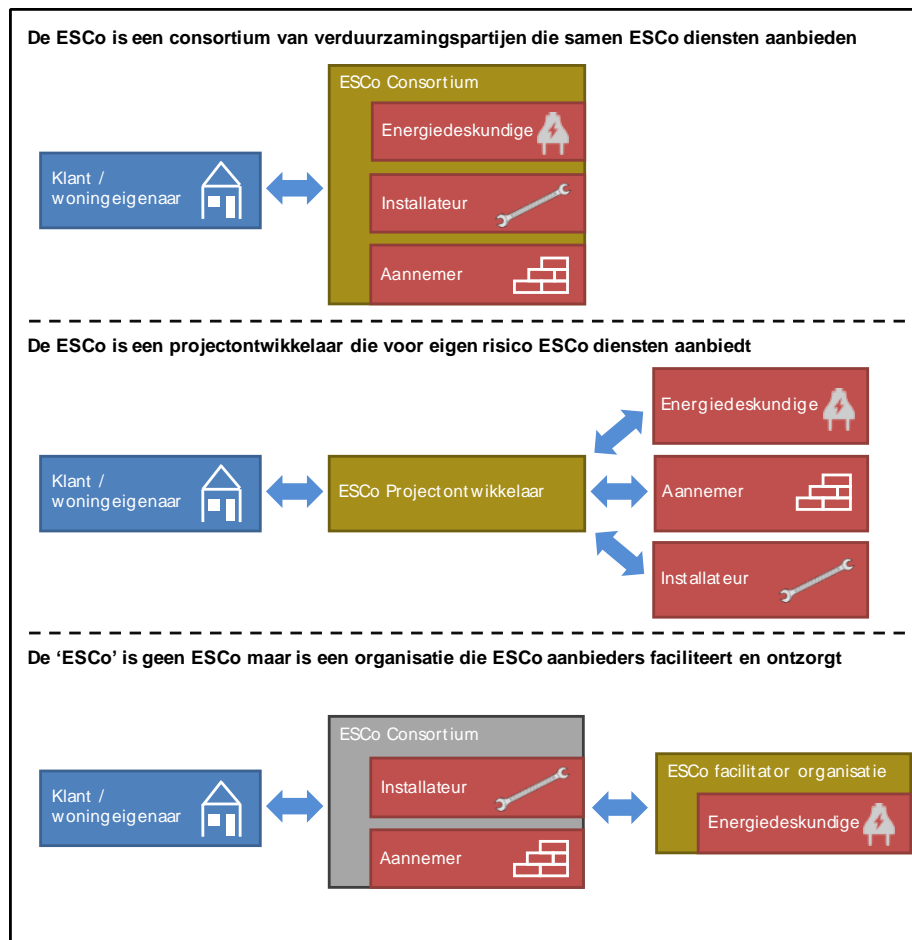 De ESCo is een consortium van verduurzamingspartijen die samen ESCo diensten aanbieden
ESCo Consortium
Energiedeskundige
Klant /
woningeigenaar
Installateur
Aannemer
De ESCo is een projectontwikkelaar die voor eigen risico ESCo diensten aanbiedt
Energiedeskundige
Klant /
woningeigenaar
ESCo Projectontwikkelaar
Aannemer
Installateur
De ‘ESCo’ is geen ESCo maar is een organisatie die ESCo aanbieders faciliteert en ontzorgt
ESCo Consortium
Klant /
woningeigenaar
Installateur
Aannemer
ESCo facilitator organisatie
Energiedeskundige